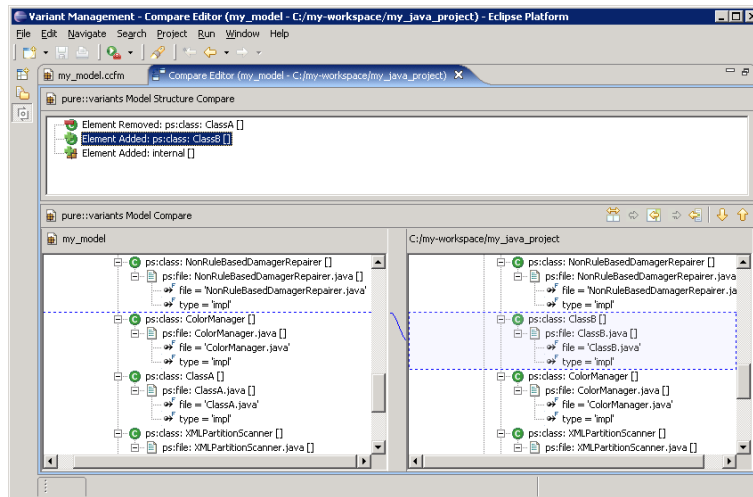 Variant Management - Compare Editor (my_model - C:/my-workspace/my_java_project) - Eclipse Platform
File Edit Navigate Search Project Run Window Help
my_model.ccfm Compare Editor (my_model - C:/my-workspace/my_java_project)
pure::variants Model Structure Compare
Element Removed: ps:class: ClassA []
Element Added: ps:class: ClassB []
Element Added: internal []
pure::variants Model Compare
my_model
ps:class: NonRuleBasedDamagerRepairer []
ps:file: NonRuleBasedDamagerRepairer.java []
file = 'NonRuleBasedDamagerRepairer.java'
type = 'impl'
ps:class: ColorManager []
ps:file: ColorManager.java []
file = 'ColorManager.java'
type = 'impl'
ps:class: ClassA []
ps:file: ClassA.java []
file = 'ClassA.java'
type = 'impl'
ps:class: XMLPartitionScanner []
ps:file: XMLPartitionScanner.java []
C:/my-workspace/my_java_project
ps:class: NonRuleBasedDamagerRepairer []
ps:file: NonRuleBasedDamagerRepairer.java
file = 'NonRuleBasedDamagerRepairer.ja
type = 'impl'
ps:class: ClassB []
ps:file: ClassB.java []
file = 'ClassB.java'
type = 'impl'
ps:class: ColorManager []
ps:file: ColorManager.java []
file = 'ColorManager.java'
type = 'impl'
ps:class: XMLPartitionScanner []
ps:file: XMLPartitionScanner.java []